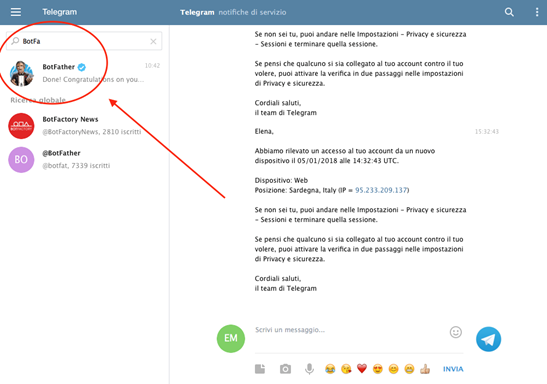 Telegram
Telegram notifiche di servizio
BotFa
BotFather
10:42
Done! Congratulations on you...
Ricerca globale
BotFactory News
@BotFactoryNews, 2810 iscritti
BOTFACTORY
BO
@BotFather
@botfat, 7339 iscritti
Se non sei tu, puoi andare nelle Impostazioni - Privacy e sicurezza
- Sessioni e terminare quella sessione.
Se pensi che qualcuno si sia collegato al tuo account contro il tuo
volere, puoi attivare la verifica in due passaggi nelle impostazioni
di Privacy e sicurezza.
Cordiali saluti,
il team di Telegram
Elena,
15:32:43
Abbiamo rilevato un accesso al tuo account da un nuovo
dispositivo il 05/01/2018 alle 14:32:43 UTC.
Dispositivo: Web
Posizione: Sardegna, Italy (IP = 95.233.209.137)
Se non sei tu, puoi andare nelle Impostazioni - Privacy e sicurezza
- Sessioni e terminare quella sessione.
Se pensi che qualcuno si sia collegato al tuo account contro il tuo
volere, puoi attivare la verifica in due passaggi nelle impostazioni
di Privacy e sicurezza.
Cordiali saluti,
il team di Telegram
EM
Scrivi un messaggio...
INVIA